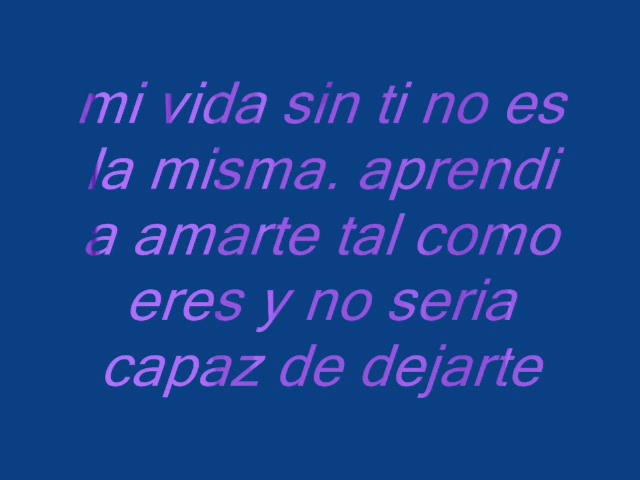 mi vida sin ti no es
la misma. aprendi
a amarte tal como
eres y no seria
capaz de dejarte